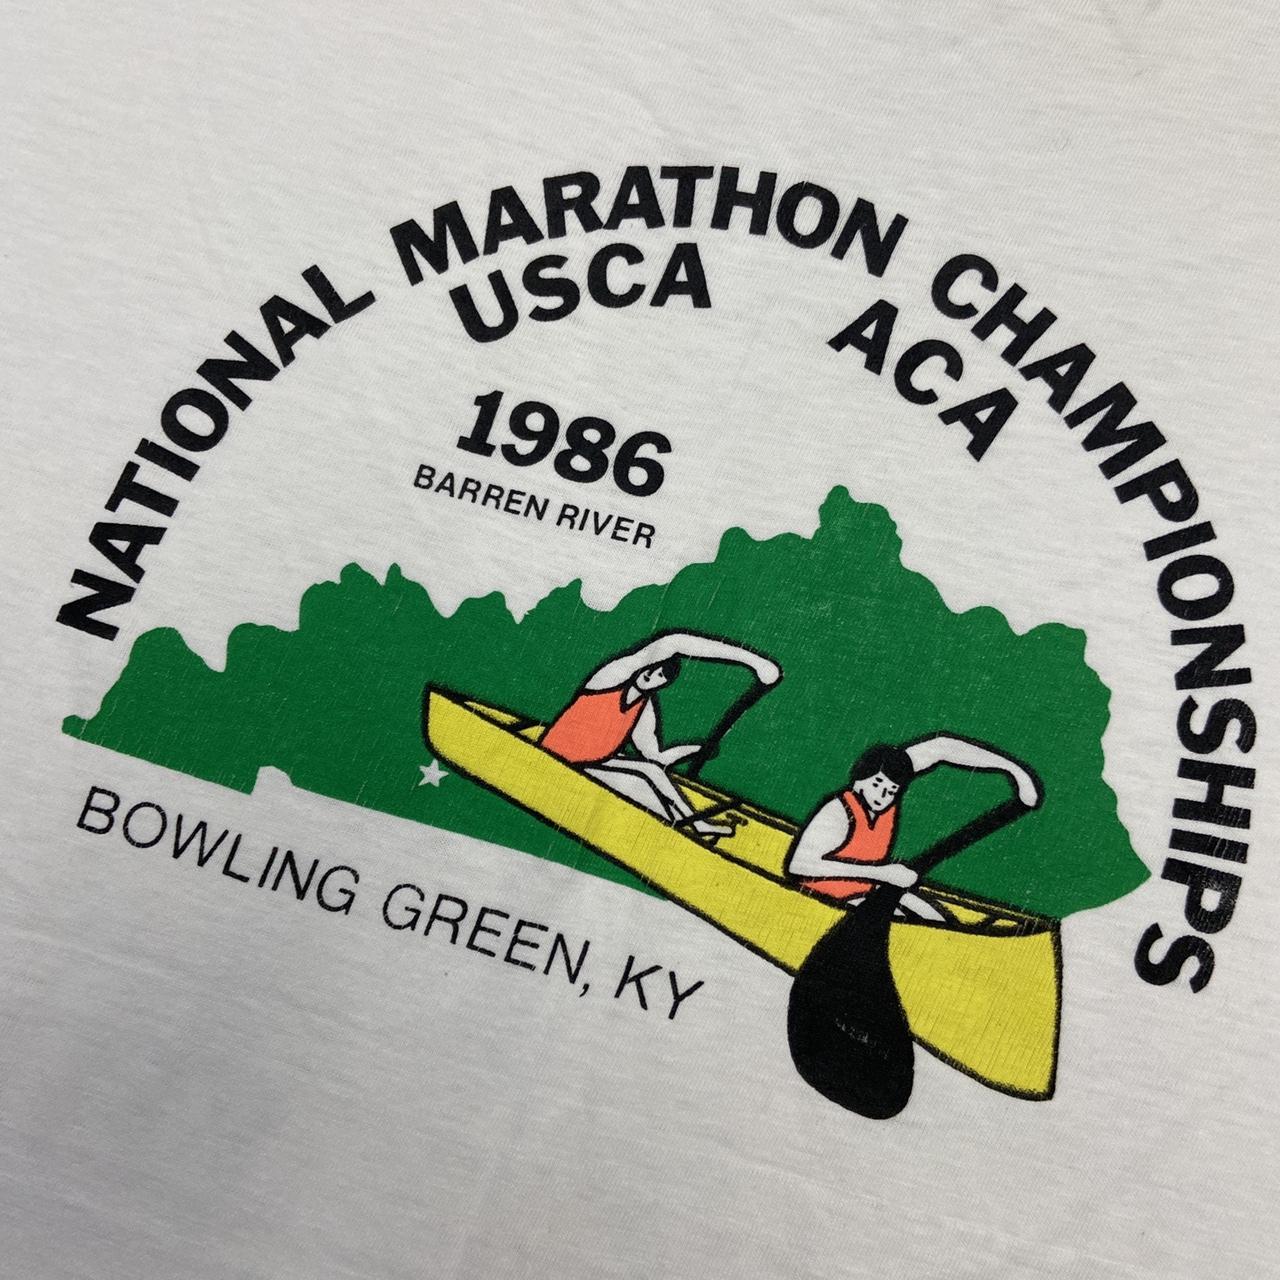 NATIONAL MARATHON CHAMPIONSHIPS
USCA ACA
1986
BARREN RIVER
BOWLING GREEN, KY